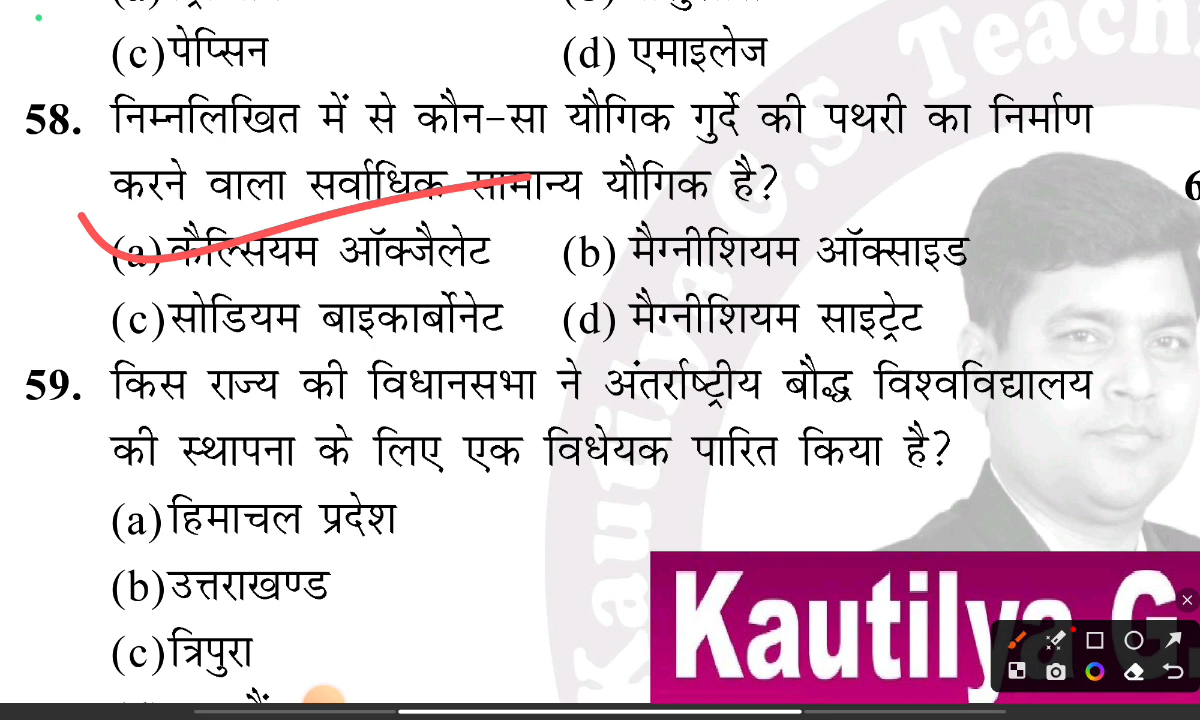 (c) पेप्सिन (d) एमाइलेज
58. निम्नलिखित में से कौन-सा यौगिक गुर्दे की पथरी का निर्माण
करने वाला सर्वाधिक सामान्य यौगिक है?
(a) कैल्सियम ऑक्जैलेट (b) मैग्नीशियम ऑक्साइड
(c) सोडियम बाइकार्बोनेट (d) मैग्नीशियम साइट्रेट
59. किस राज्य की विधानसभा ने अंतर्राष्ट्रीय बौद्ध विश्वविद्यालय
की स्थापना के लिए एक विधेयक पारित किया है?
(a) हिमाचल प्रदेश
(b) उत्तराखण्ड
(c) त्रिपुरा
Kautilya G.